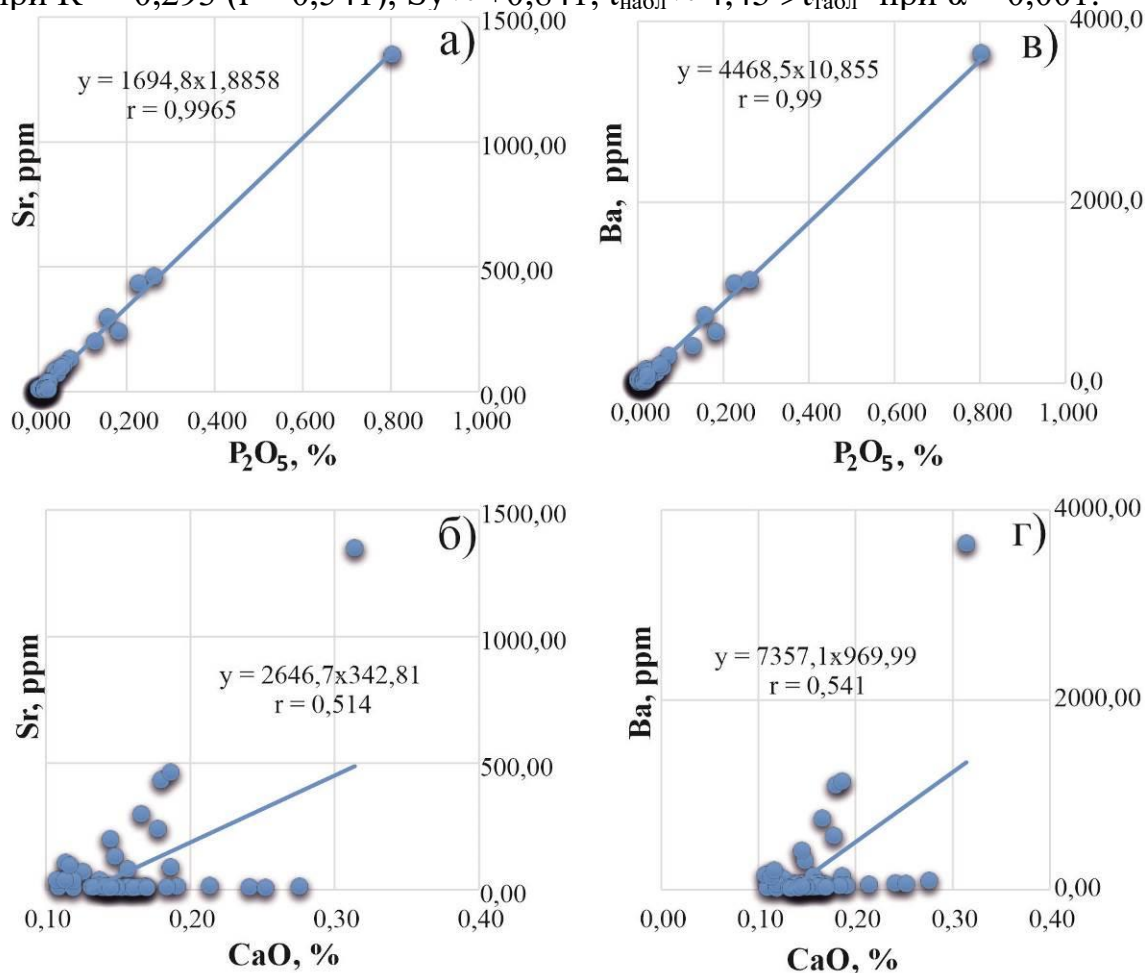 при R² = 0,293 (r = 0,541); Sy ≈ ±0,841; tнабл ≈ 4,45 > tтабл при α = 0,001.
а)
y = 1694,8x1,8858
r = 0,9965
Sr, ppm
1500,00
1000,00
500,00
0,00
0,000 0,200 0,400 0,600 0,800 1,000
P₂O₅, %
в)
y = 4468,5x10,855
r = 0,99
Ba, ppm
4000,0
2000,0
0,0
0,000 0,200 0,400 0,600 0,800 1,000
P₂O₅, %
б)
y = 2646,7x342,81
r = 0,514
Sr, ppm
1500,00
1000,00
500,00
0,00
0,10 0,20 0,30 0,40
CaO, %
г)
y = 7357,1x969,99
r = 0,541
Ba, ppm
4000,00
2000,00
0,00
0,00 0,10 0,20 0,30 0,40
CaO, %